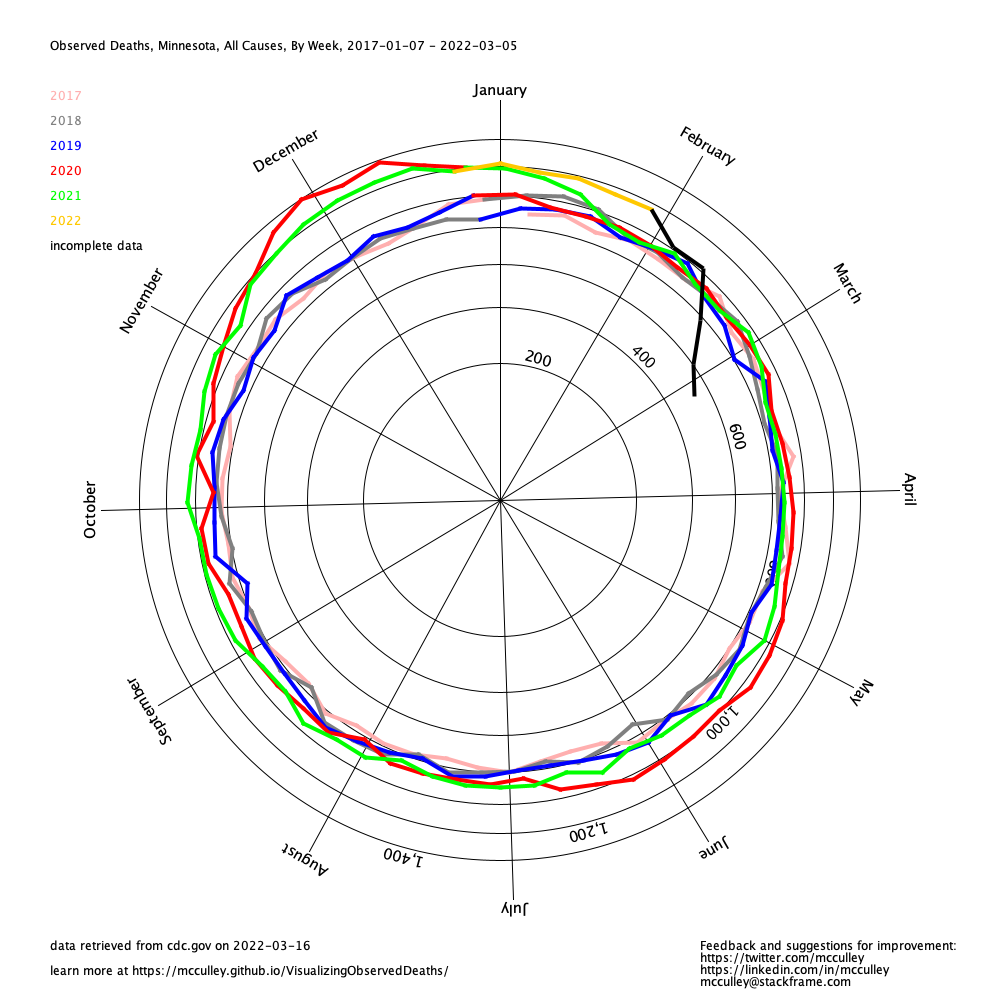 Observed Deaths, Minnesota, All Causes, By Week, 2017-01-07 - 2022-03-05
2017
2018
2019
2020
2021
2022
incomplete data
January
February
March
April
May
June
July
August
September
October
November
December
200
400
600
1,000
1,200
1,400
data retrieved from cdc.gov on 2022-03-16
learn more at https://mcculley.github.io/VisualizingObservedDeaths/
Feedback and suggestions for improvement:
https://twitter.com/mcculley
https://linkedin.com/in/mcculley
mcculley@stackframe.com